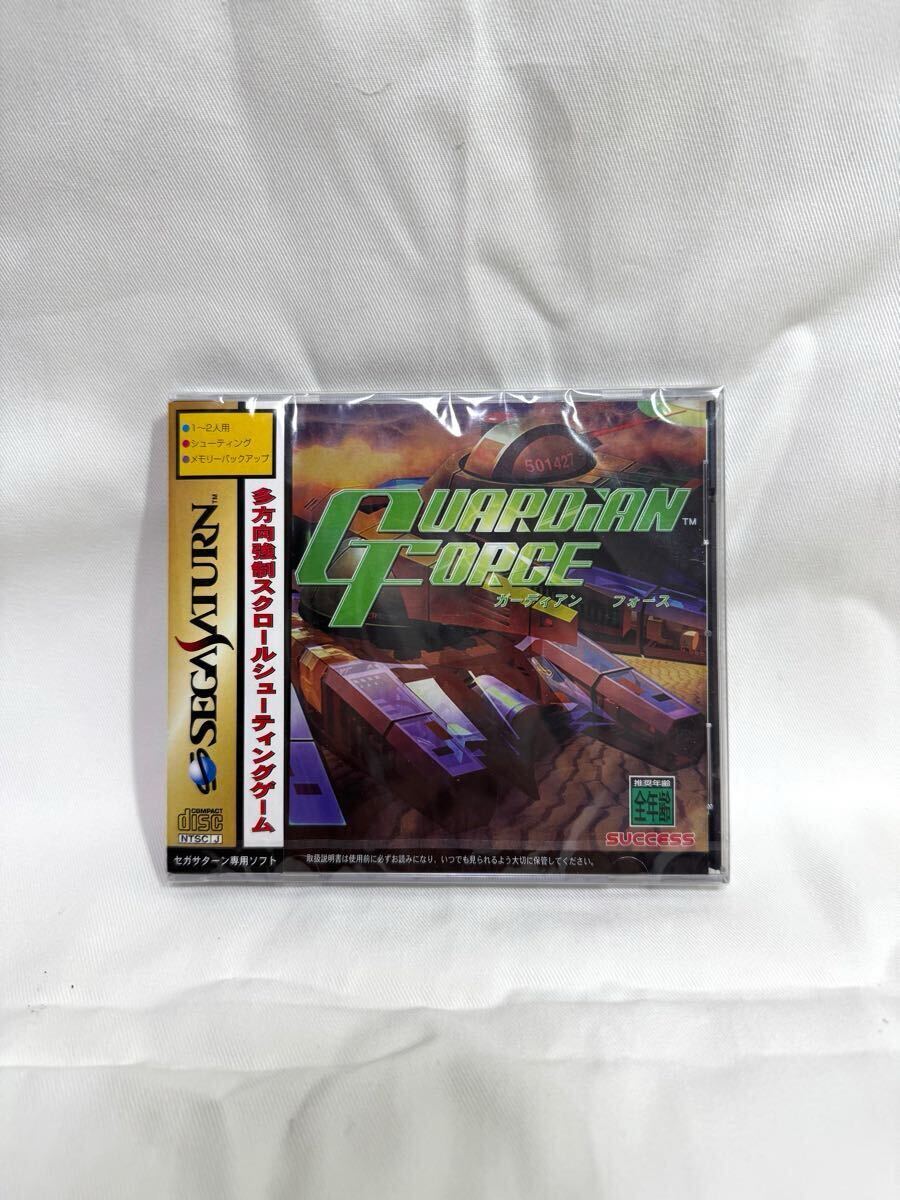 ●1〜2人用
●シューティング
●メモリーバックアップ
SEGA SATURN™
多方向強制スクロールシューティングゲーム
COMPACT
disc
NTSC J
セガサターン専用ソフト
501427
GUARDIAN
FORCE™
ガーディアン フォース
推奨年齢
全年齢
SUCCESS
取扱説明書は使用前に必ずお読みになり、いつでも見られるよう大切に保管してください。